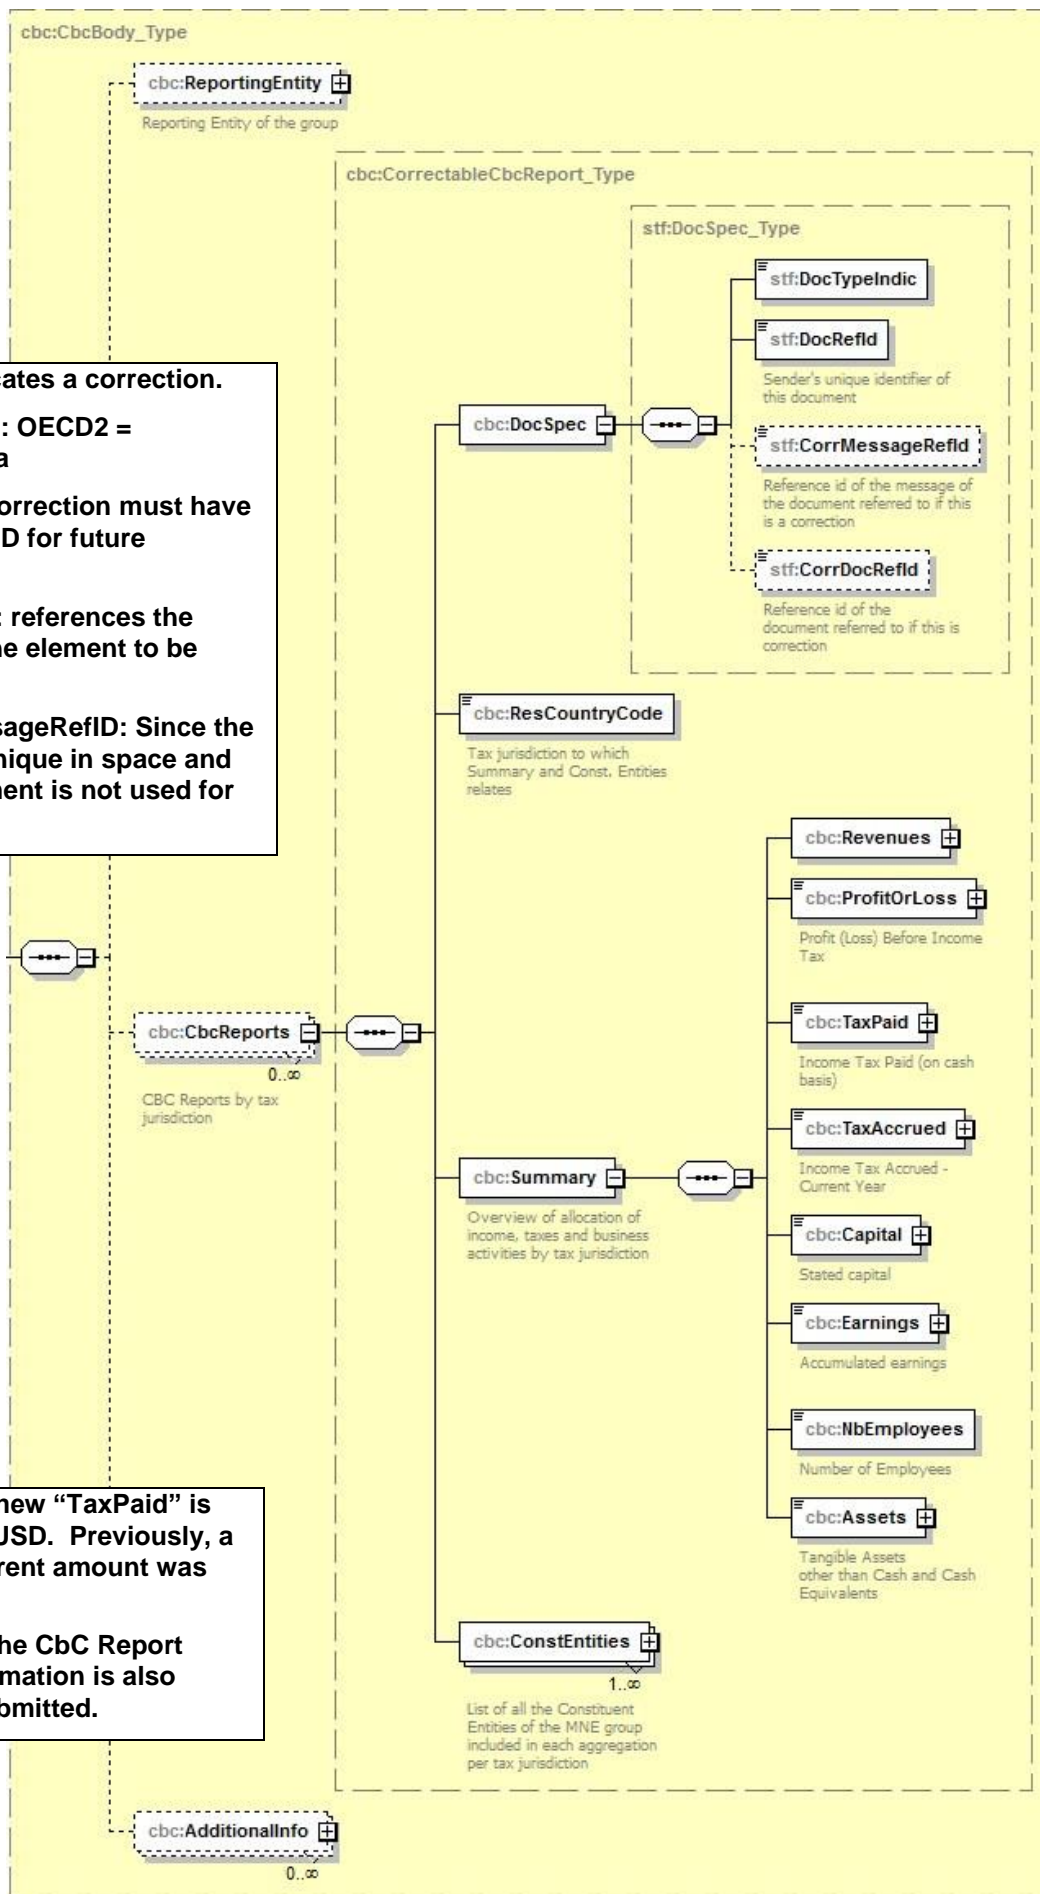 cbc:CbcBody_Type
cbc:ReportingEntity
Reporting Entity of the group
cbc:CorrectableCbcReport_Type
stf:DocSpec_Type
stf:DocTypeIndic
stf:DocRefId
Sender's unique identifier of
this document
cbc:DocSpec
stf:CorrMessageRefId
Reference id of the message of
the document referred to if this
is a correction
stf:CorrDocRefId
Reference id of the
document referred to if this is
correction
cates a correction.
: OECD2 =
a
orrection must have
D for future
: references the
ne element to be
sageRefID: Since the
nique in space and
nent is not used for
cbc:ResCountryCode
Tax jurisdiction to which
Summary and Const. Entities
relates
cbc:Revenues
cbc:ProfitOrLoss
Profit (Loss) Before Income
Tax
cbc:CbcReports
0..∞
CBC Reports by tax
jurisdiction
cbc:TaxPaid
Income Tax Paid (on cash
basis)
cbc:TaxAccrued
Income Tax Accrued -
Current Year
cbc:Summary
Overview of allocation of
income, taxes and business
activities by tax jurisdiction
cbc:Capital
Stated capital
cbc:Earnings
Accumulated earnings
cbc:NbEmployees
Number of Employees
cbc:Assets
Tangible Assets
other than Cash and Cash
Equivalents
new “TaxPaid” is
USD. Previously, a
rent amount was
he CbC Report
rmation is also
bmitted.
cbc:ConstEntities
1..∞
List of all the Constituent
Entities of the MNE group
included in each aggregation
per tax jurisdiction
cbc:AdditionalInfo
0..∞